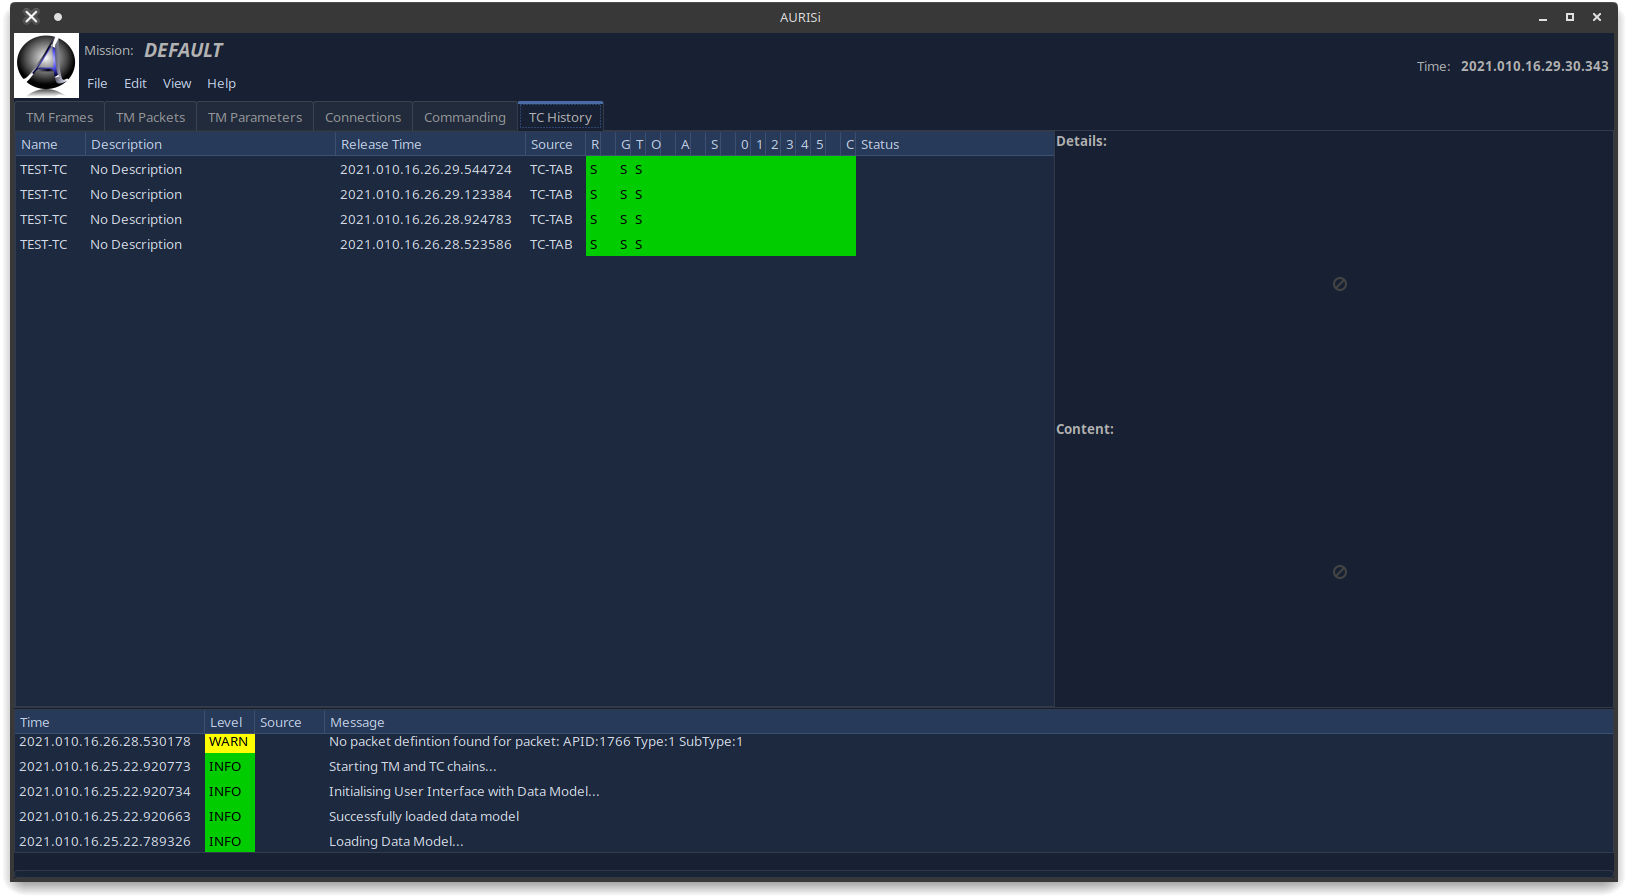 AURISi
Mission: DEFAULT
File Edit View Help
Time: 2021.010.16.29.30.343
TM Frames TM Packets TM Parameters Connections Commanding TC History
Name Description Release Time Source R G T O A S 0 1 2 3 4 5 C Status
TEST-TC No Description 2021.010.16.26.29.544724 TC-TAB S S S
TEST-TC No Description 2021.010.16.26.29.123384 TC-TAB S S S
TEST-TC No Description 2021.010.16.26.28.924783 TC-TAB S S S
TEST-TC No Description 2021.010.16.26.28.523586 TC-TAB S S S
Details:
Content:
Time Level Source Message
2021.010.16.26.28.530178 WARN No packet defintion found for packet: APID:1766 Type:1 SubType:1
2021.010.16.25.22.920773 INFO Starting TM and TC chains...
2021.010.16.25.22.920734 INFO Initialising User Interface with Data Model...
2021.010.16.25.22.920663 INFO Successfully loaded data model
2021.010.16.25.22.789326 INFO Loading Data Model...